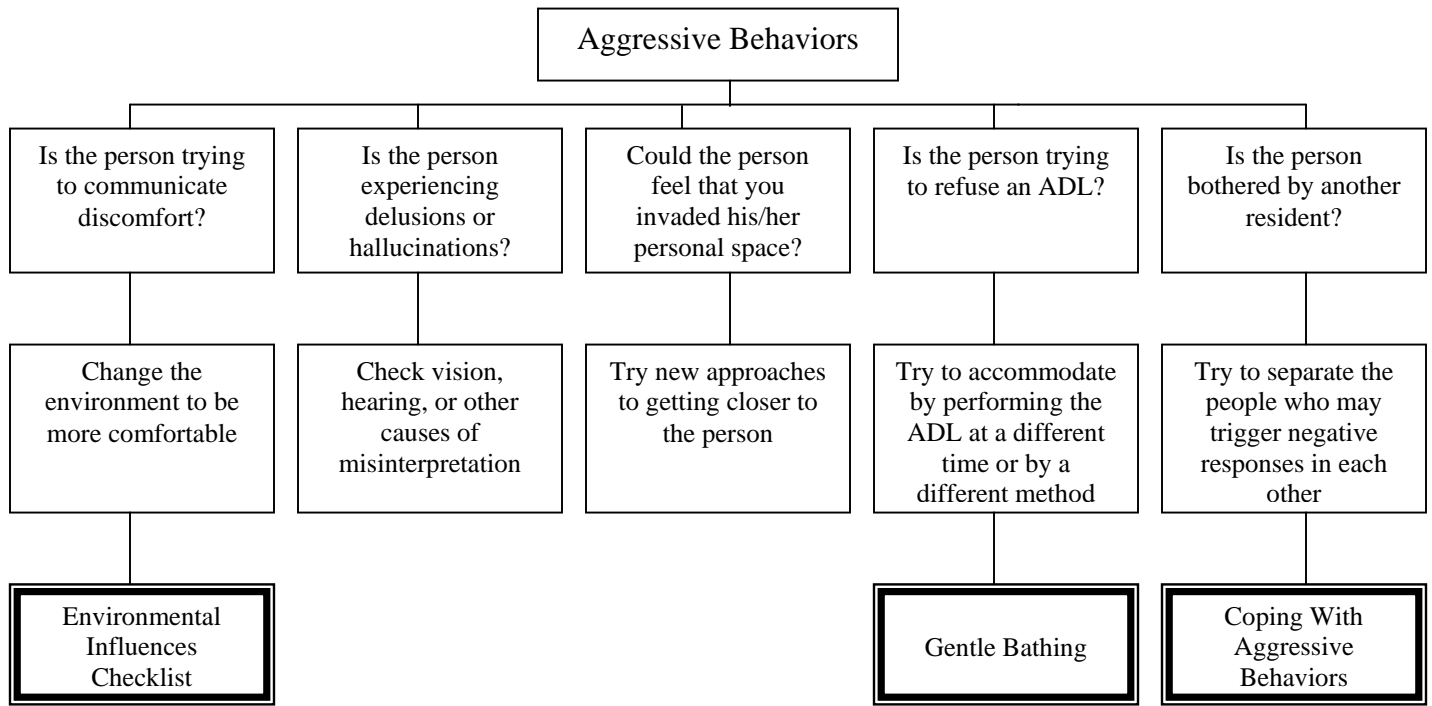 Aggressive Behaviors
Is the person trying
to communicate
discomfort?
Is the person
experiencing
delusions or
hallucinations?
Could the person
feel that you
invaded his/her
personal space?
Is the person trying
to refuse an ADL?
Is the person
bothered by another
resident?
Change the
environment to be
more comfortable
Check vision,
hearing, or other
causes of
misinterpretation
Try new approaches
to getting closer to
the person
Try to accommodate
by performing the
ADL at a different
time or by a
different method
Try to separate the
people who may
trigger negative
responses in each
other
Environmental
Influences
Checklist
Gentle Bathing
Coping With
Aggressive
Behaviors